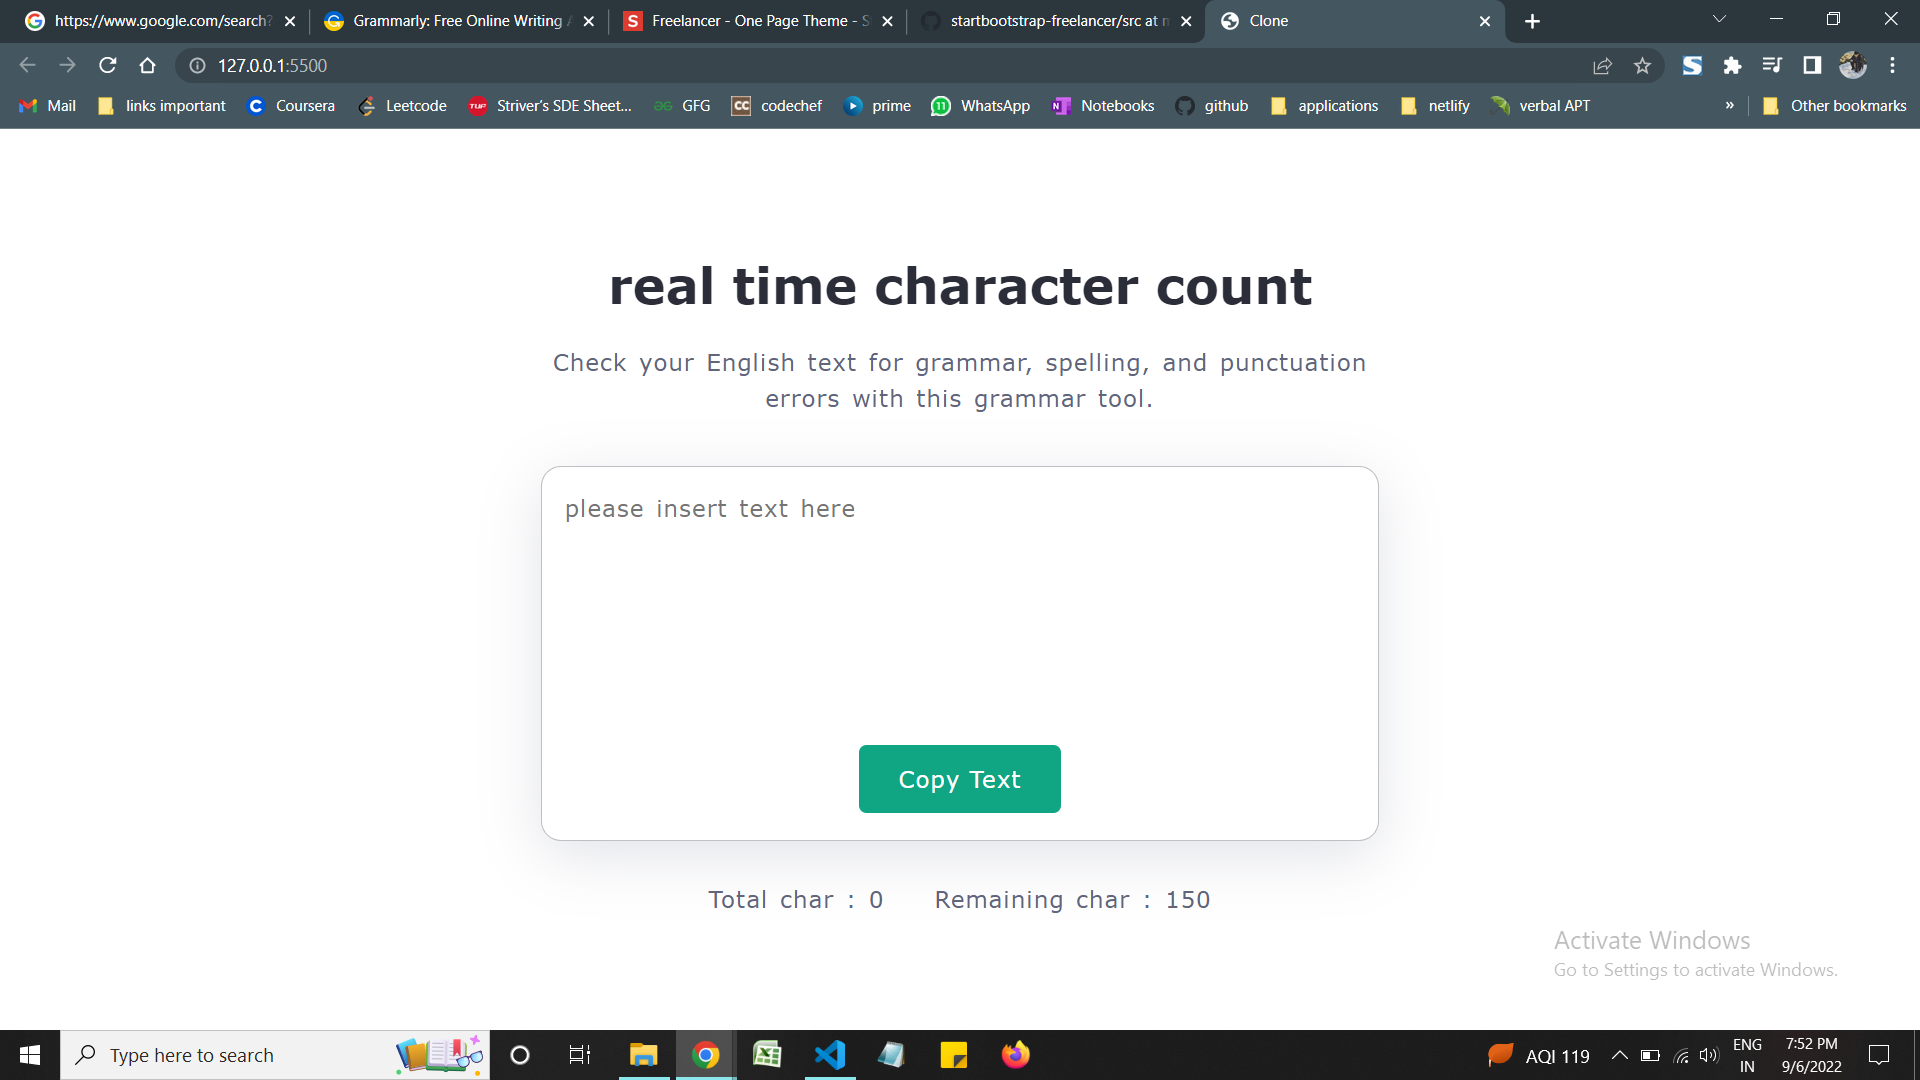 https://www.google.com/search?
Grammarly: Free Online Writing A
Freelancer - One Page Theme - S
startbootstrap-freelancer/src at m
Clone
127.0.0.1:5500
Mail
links important
Coursera
Leetcode
TUF
Striver's SDE Sheet...
GFG
CC
codechef
prime
11
WhatsApp
Notebooks
github
applications
netlify
verbal APT
»
Other bookmarks
real time character count
Check your English text for grammar, spelling, and punctuation
errors with this grammar tool.
please insert text here
Copy Text
Total char : 0
Remaining char : 150
Activate Windows
Go to Settings to activate Windows.
Type here to search
AQI 119
ENG
IN
7:52 PM
9/6/2022